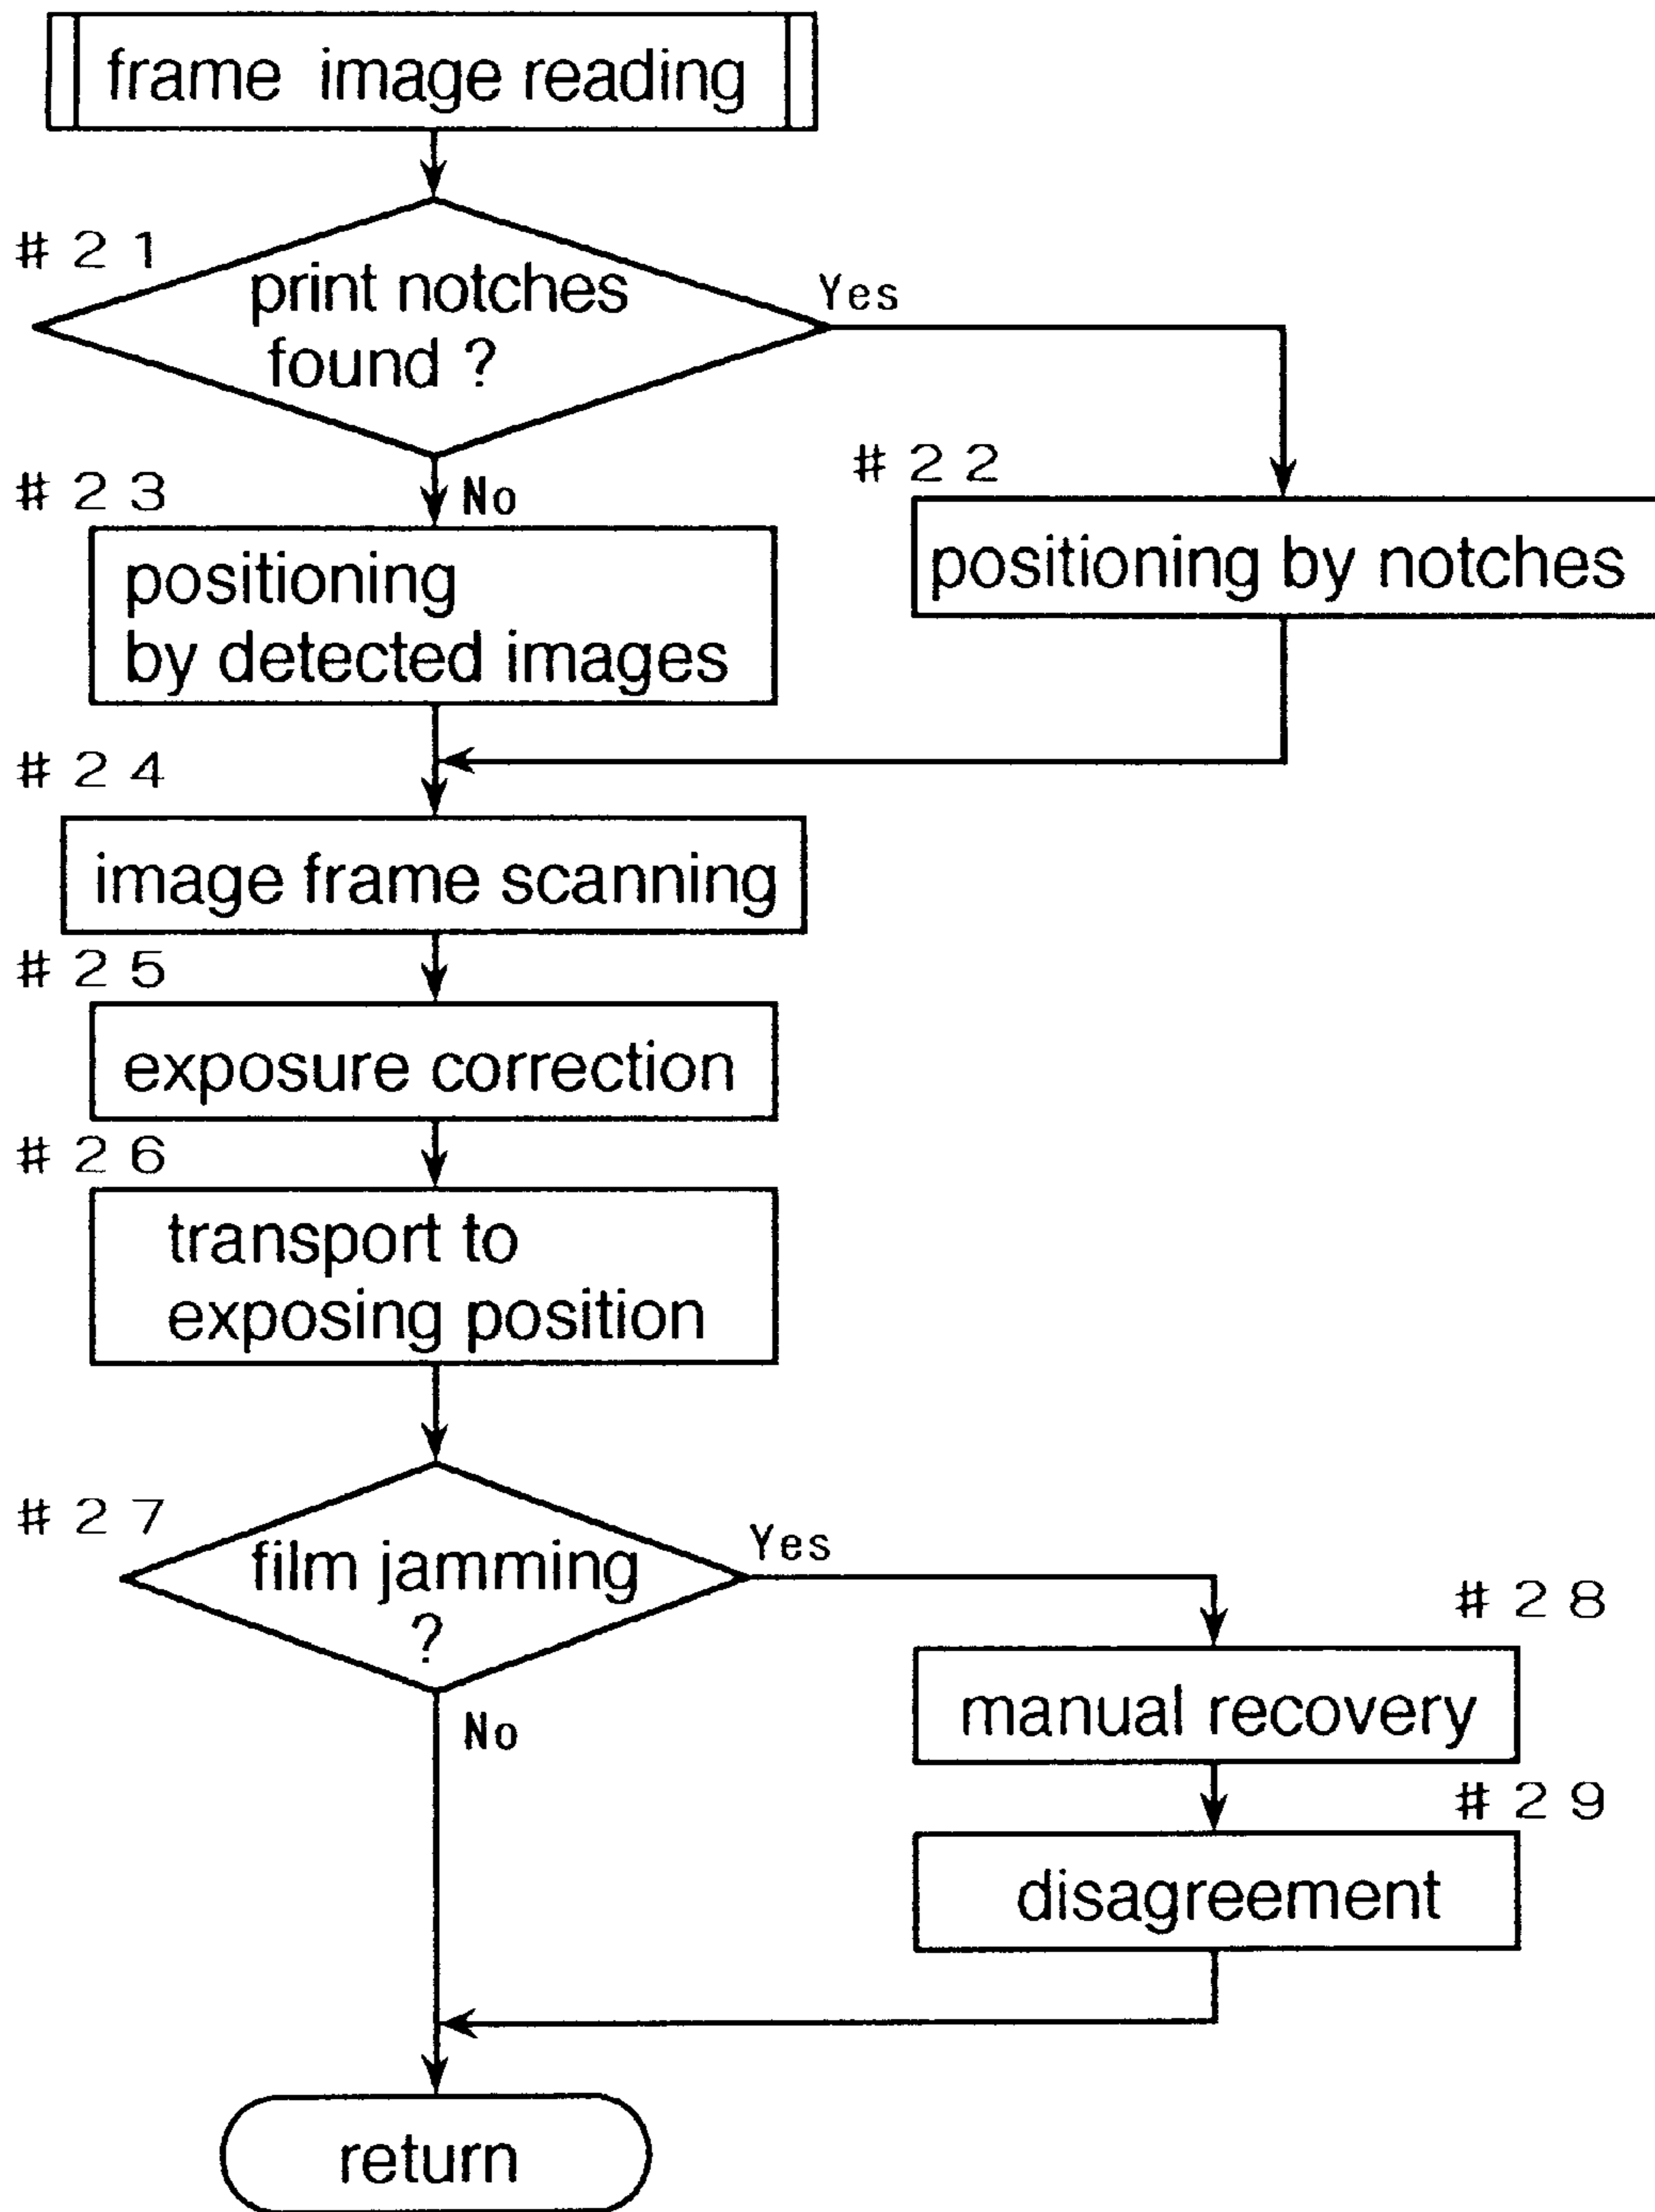 frame image reading
#21
print notches
found ?
Yes
#22
#23
No
positioning by notches
positioning
by detected images
#24
image frame scanning
#25
exposure correction
#26
transport to
exposing position
#27
film jamming
?
Yes
#28
manual recovery
No
#29
disagreement
return